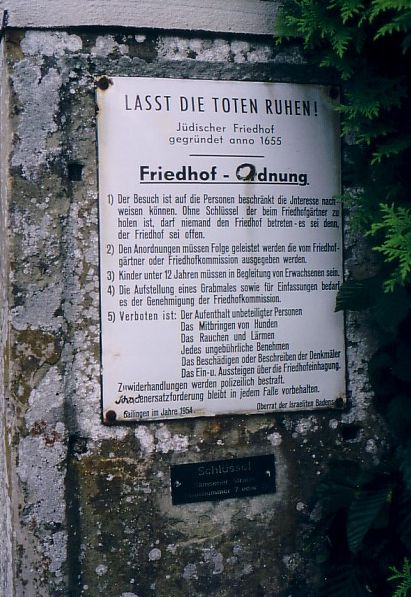 LASST DIE TOTEN RUHEN!
Jüdischer Friedhof
gegründet anno 1655
Friedhof - Odnung
1) Der Besuch ist auf die Personen beschränkt die Jnteresse nach-
weisen können. Ohne Schlüssel der beim Friedhofgärtner zu
holen ist, darf niemand den Friedhof betreten - es sei denn,
der Friedhof sei offen.
2) Den Anordnungen müssen Folge geleistet werden die vom Friedhof-
gärtner oder Friedhofkommission ausgegeben werden.
3) Kinder unter 12 Jahren müssen in Begleitung von Erwachsenen sein.
4) Die Aufstellung eines Grabmales sowie für Einfassungen bedarf
es der Genehmigung der Friedhofkommission.
5) Verboten ist: Der Aufenthalt unbeteiligter Personen
Das Mitbringen von Hunden
Das Rauchen und Lärmen
Jedes ungebührliche Benehmen
Das Beschädigen oder Beschreiben der Denkmäler
Das Ein- u. Aussteigen über die Friedhofeinhagung.
Zuwiderhandlungen werden polizeilich bestraft.
Schadenersatzforderung bleibt in jedem Falle vorbehalten.
Gailingen im Jahre 1954 Oberrat der Israeliten Badens
Schlüssel